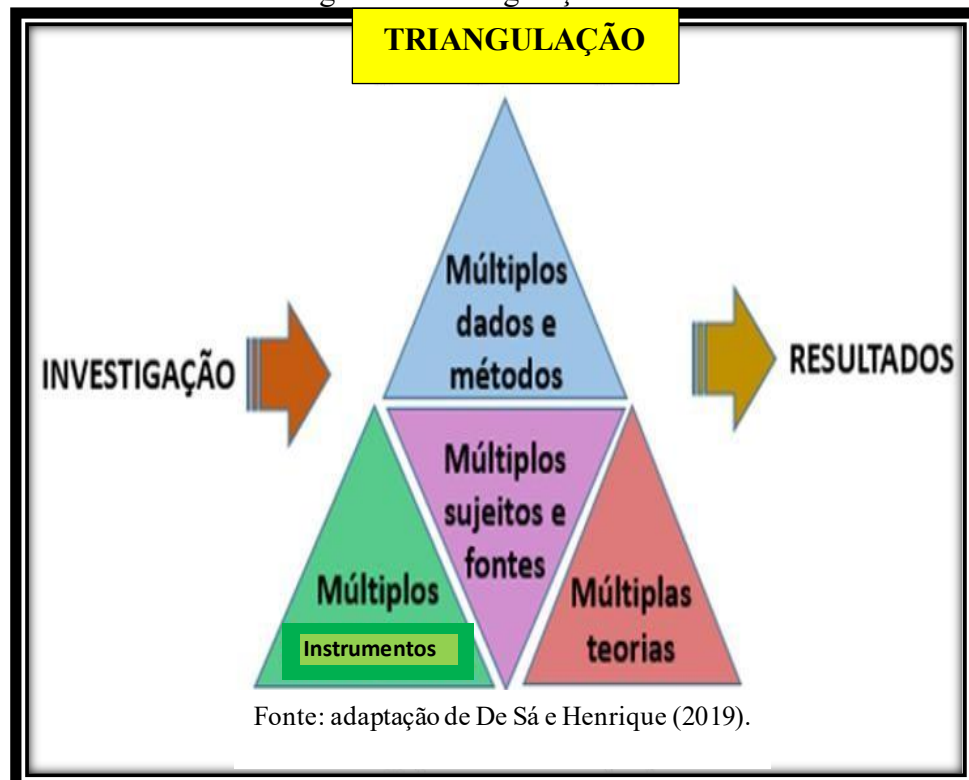 TRIANGULAÇÃO
Múltiplos
dados e
métodos
INVESTIGAÇÃO
RESULTADOS
Múltiplos
sujeitos e
fontes
Múltiplos
Instrumentos
Múltiplas
teorias
Fonte: adaptação de De Sá e Henrique (2019).